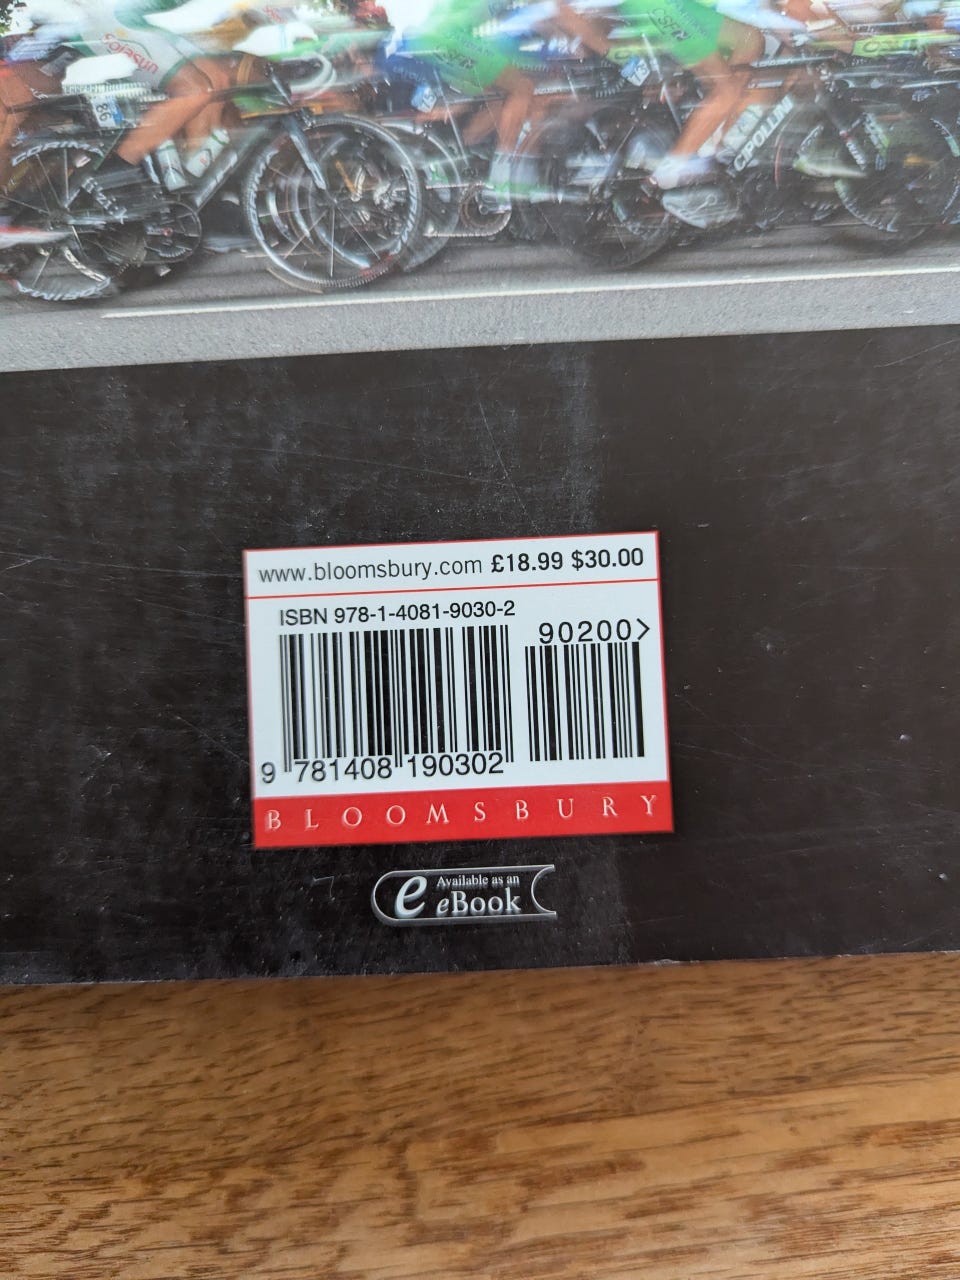 CIPOLLINI
www.bloomsbury.com £18.99 $30.00
ISBN 978-1-4081-9030-2
90200>
9 781408 190302
BLOOMSBURY
e Available as an
eBook